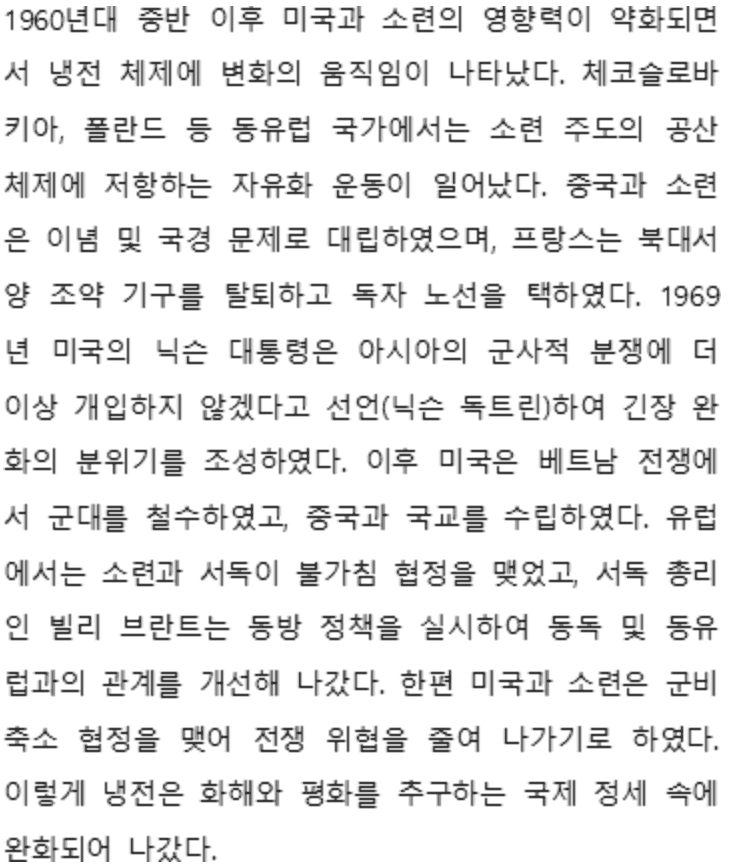 1960년대 중반 이후 미국과 소련의 영향력이 약화되면
서 냉전 체제에 변화의 움직임이 나타났다. 체코슬로바
키아, 폴란드 등 동유럽 국가에서는 소련 주도의 공산
체제에 저항하는 자유화 운동이 일어났다. 중국과 소련
은 이념 및 국경 문제로 대립하였으며, 프랑스는 북대서
양 조약 기구를 탈퇴하고 독자 노선을 택하였다. 1969
년 미국의 닉슨 대통령은 아시아의 군사적 분쟁에 더
이상 개입하지 않겠다고 선언(닉슨 독트린)하여 긴장 완
화의 분위기를 조성하였다. 이후 미국은 베트남 전쟁에
서 군대를 철수하였고, 중국과 국교를 수립하였다. 유럽
에서는 소련과 서독이 불가침 협정을 맺었고, 서독 총리
인 빌리 브란트는 동방 정책을 실시하여 동독 및 동유
럽과의 관계를 개선해 나갔다. 한편 미국과 소련은 군비
축소 협정을 맺어 전쟁 위협을 줄여 나가기로 하였다.
이렇게 냉전은 화해와 평화를 추구하는 국제 정세 속에
완화되어 나갔다.